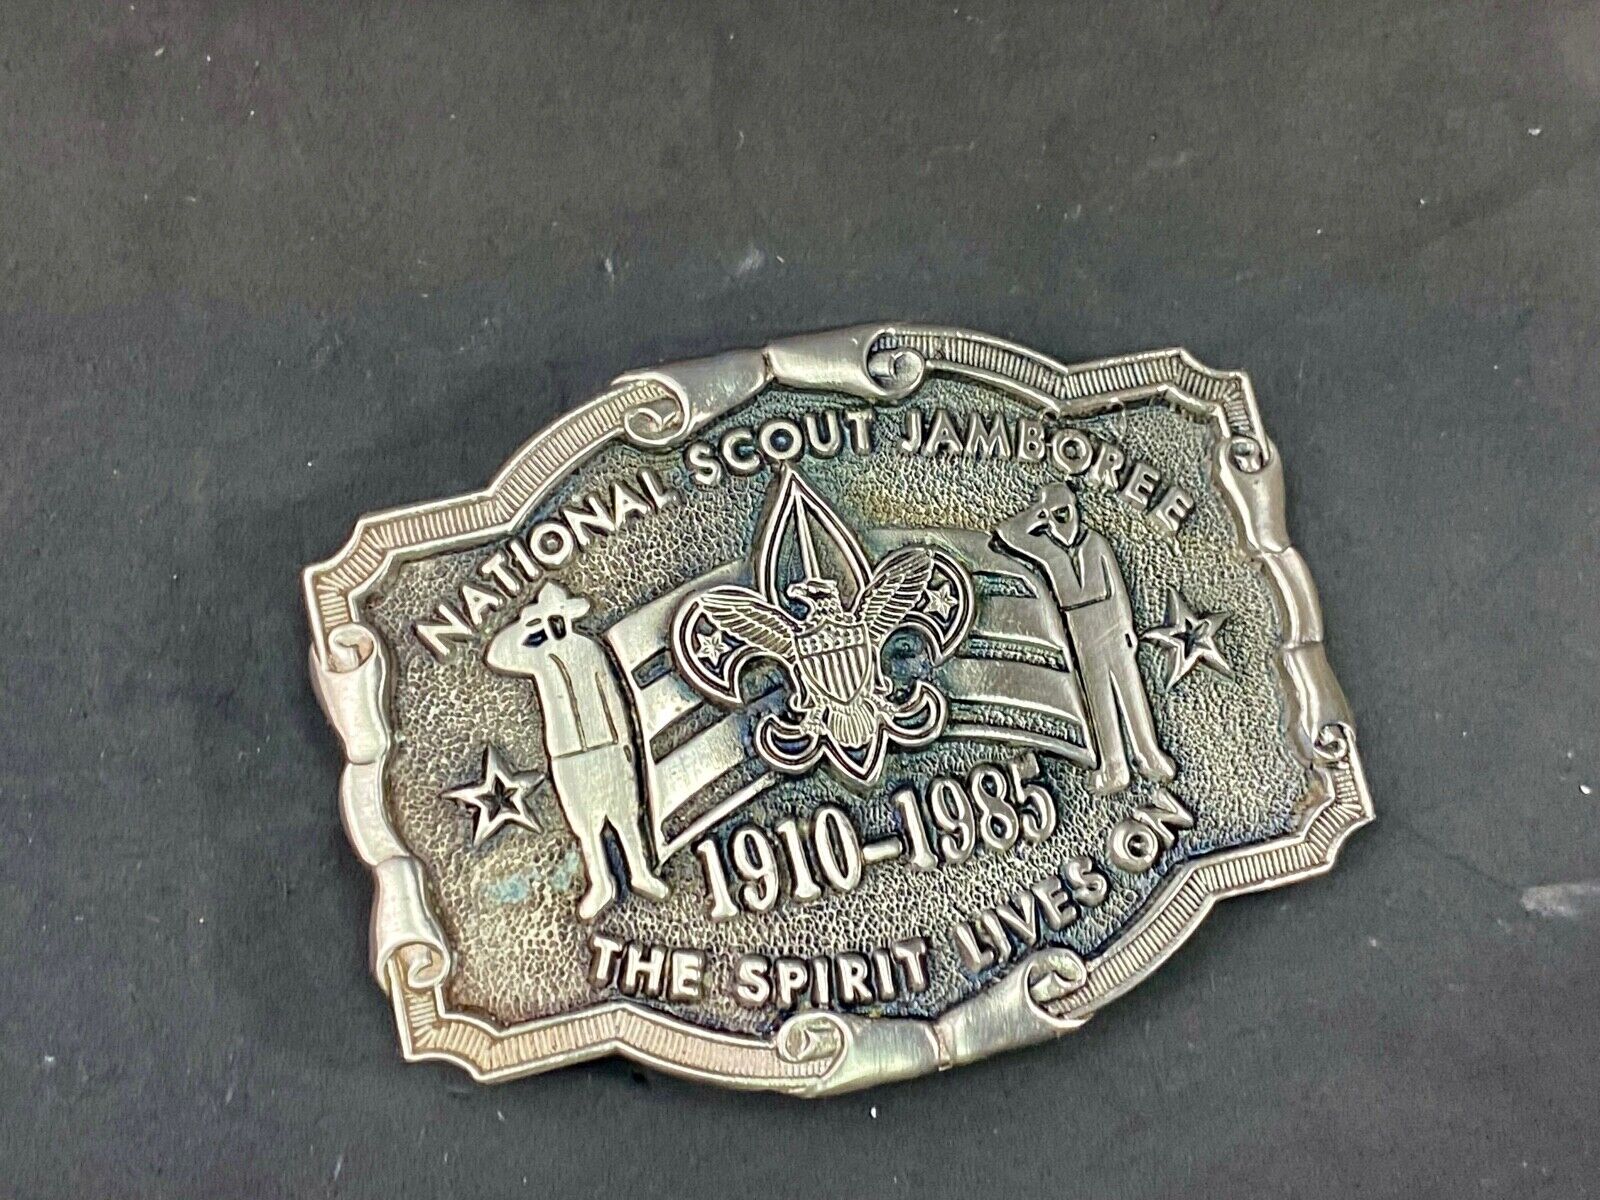 NATIONAL SCOUT JAMBOREE
1910-1985
THE SPIRIT LIVES ON